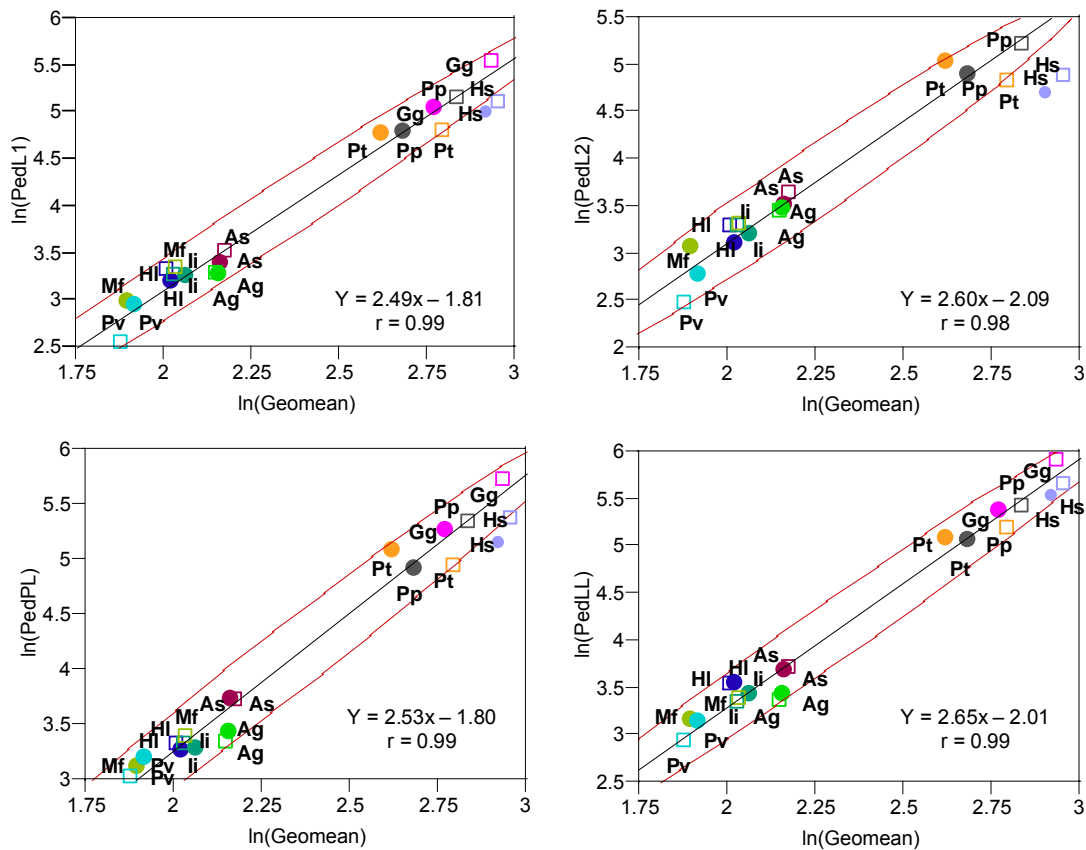 6
5.5
5
4.5
4
3.5
3
2.5
ln(PedL1)
Gg
Pp
Hs
Gg
Hs
Pt
Pp
Pt
As
Mf
Ii
As
Hl
Ii
Mf
Hl
Ag
Ag
Pv
Pv
Y = 2.49x – 1.81
r = 0.99
1.75
2
2.25
2.5
2.75
3
ln(Geomean)
5.5
5
4.5
4
3.5
3
2.5
2
ln(PedL2)
Pp
Hs
Hs
Pt
Pp
Pt
As
As
Ii
Ag
Hl
Ag
Hl
Ii
Mf
Pv
Pv
Y = 2.60x – 2.09
r = 0.98
1.75
2
2.25
2.5
2.75
3
ln(Geomean)
6
5.5
5
4.5
4
3.5
3
ln(PedPL)
Gg
Pp
Gg
Hs
Hs
Pt
Pt
Pp
As
As
Mf
Hl
Ag
Hl
Ii
Ag
Mf
Pv
Ii
Pv
Y = 2.53x – 1.80
r = 0.99
1.75
2
2.25
2.5
2.75
3
ln(Geomean)
6
5.5
5
4.5
4
3.5
3
2.5
ln(PedLL)
Gg
Pp
Hs
Gg
Hs
Pt
Pp
Pt
As
Hl
Hl
Ii
As
Mf
Mf
Ii
Ag
Ag
Pv
Pv
Y = 2.65x – 2.01
r = 0.99
1.75
2
2.25
2.5
2.75
3
ln(Geomean)